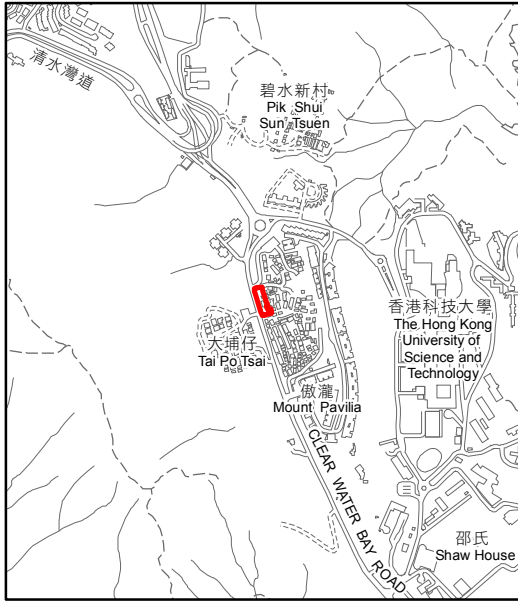 清水灣道
碧水新村
Pik Shui
Sun Tsuen
香港科技大學
The Hong Kong
University of
Science and
Technology
大埔仔
Tai Po Tsai
傲瀧
Mount Pavilia
CLEAR WATER BAY ROAD
邵氏
Shaw House